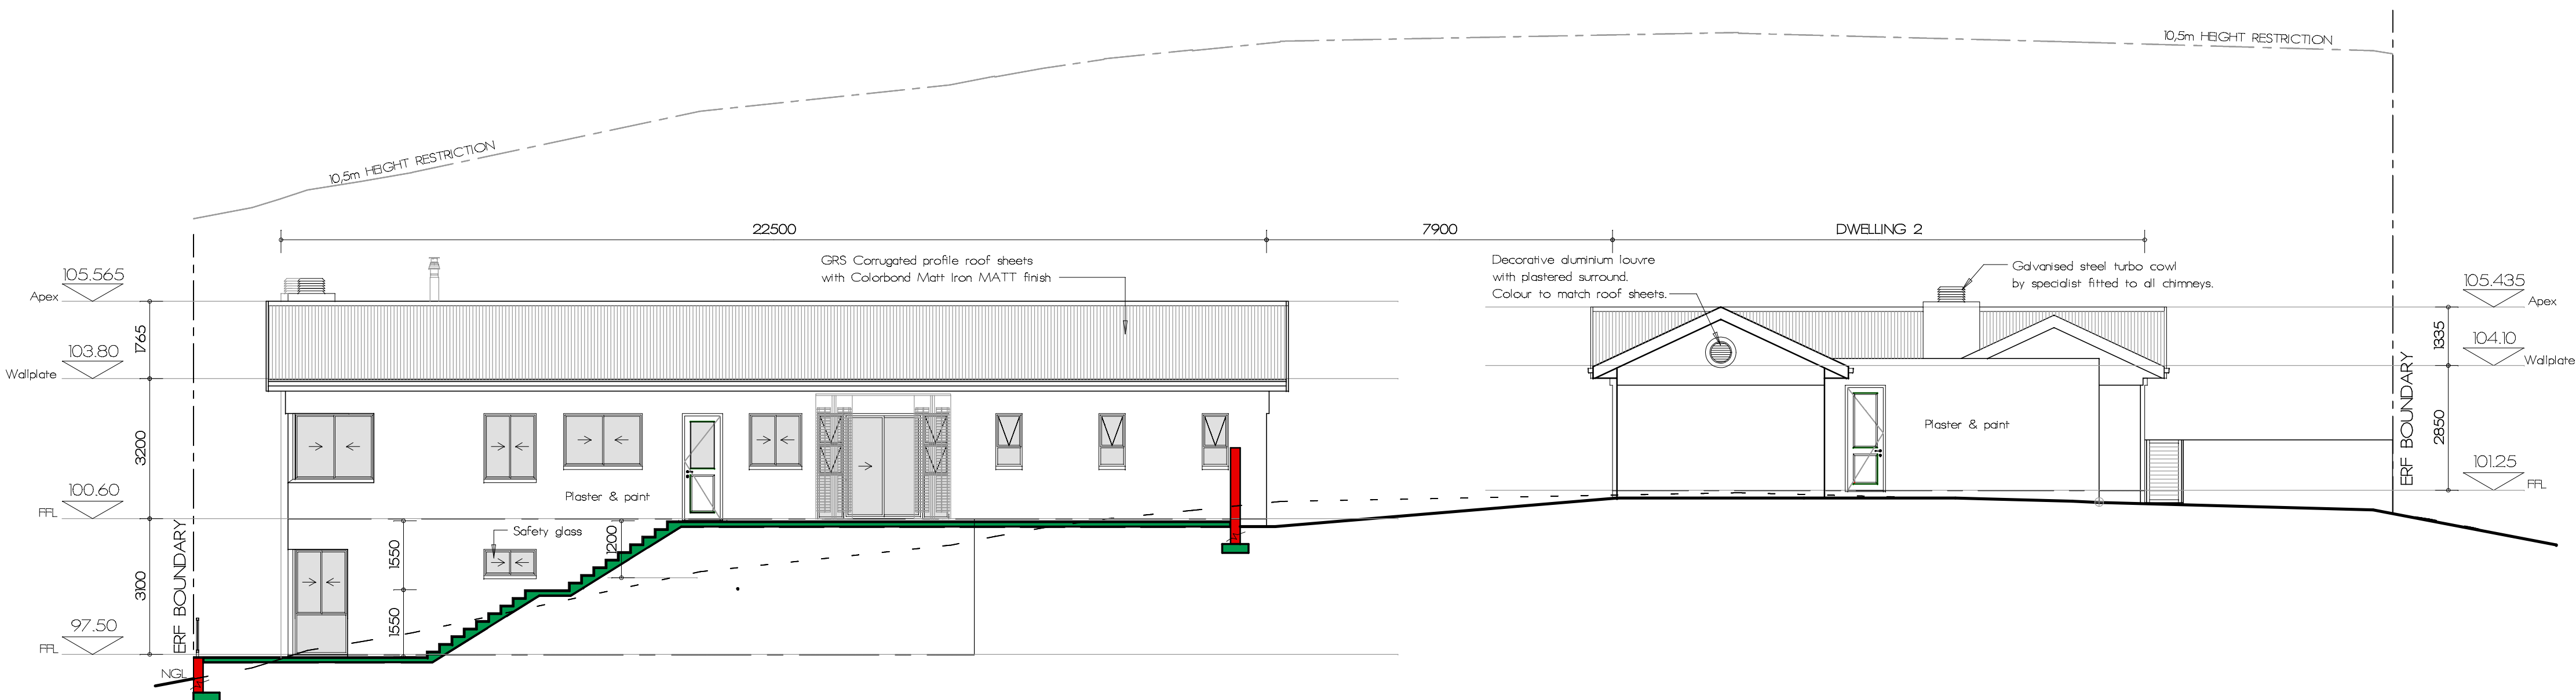 10,5m HEIGHT RESTRICTION
10,5m HEIGHT RESTRICTION
22500
7900
DWELLING 2
GRS Corrugated profile roof sheets
with Colorbond Matt Iron MATT finish
Decorative aluminium louvre
with plastered surround.
Colour to match roof sheets.
Galvanised steel turbo cowl
by specialist fitted to all chimneys.
105.565
Apex
1765
103.80
Wallplate
3200
100.60
FFL
3100
97.50
FFL
ERF BOUNDARY
NGL
Plaster & paint
Safety glass
1550
1550
1200
Plaster & paint
ERF BOUNDARY
105.435
Apex
1335
104.10
Wallplate
2850
101.25
FFL